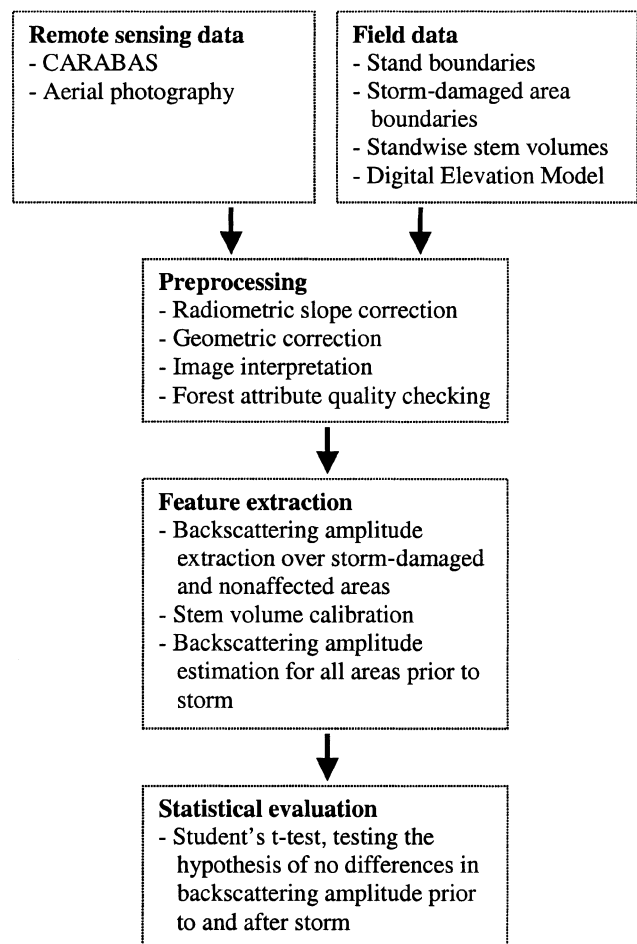 Remote sensing data
- CARABAS
- Aerial photography
Field data
- Stand boundaries
- Storm-damaged area
boundaries
- Standwise stem volumes
- Digital Elevation Model
Preprocessing
- Radiometric slope correction
- Geometric correction
- Image interpretation
- Forest attribute quality checking
Feature extraction
- Backscattering amplitude
extraction over storm-damaged
and nonaffected areas
- Stem volume calibration
- Backscattering amplitude
estimation for all areas prior to
storm
Statistical evaluation
- Student's t-test, testing the
hypothesis of no differences in
backscattering amplitude prior
to and after storm